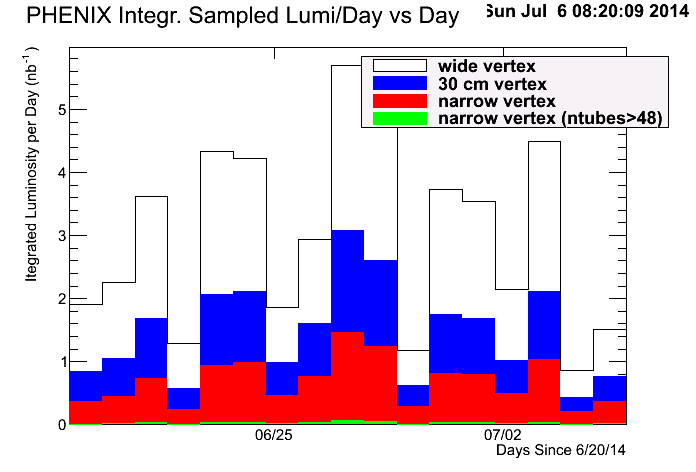 PHENIX Integr. Sampled Lumi/Day vs Day
Sun Jul 6 08:20:09 2014
wide vertex
30 cm vertex
narrow vertex
narrow vertex (ntubes>48)
Itegrated Luminosity per Day (nb⁻¹)
5
4
3
2
1
0
06/25
07/02
Days Since 6/20/14